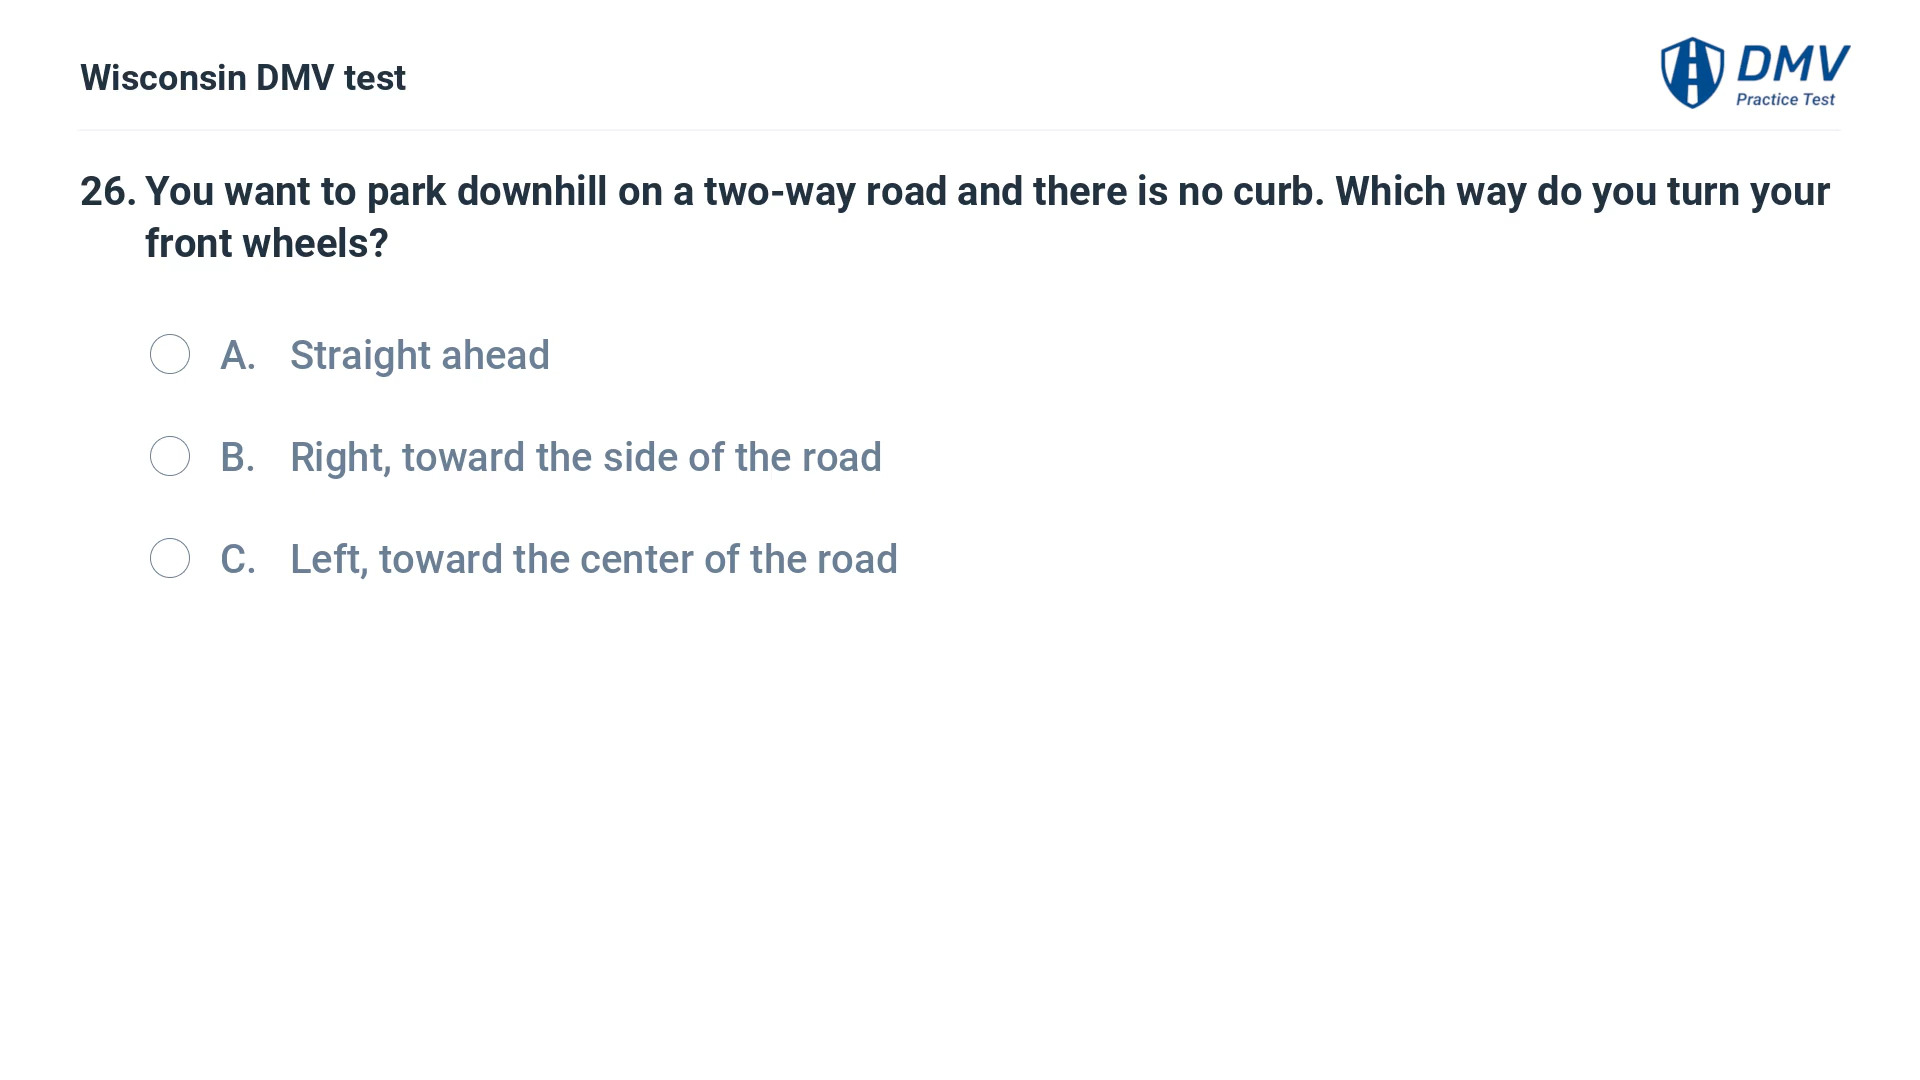 Wisconsin DMV test
DMV
Practice Test
26. You want to park downhill on a two-way road and there is no curb. Which way do you turn your
front wheels?
A. Straight ahead
B. Right, toward the side of the road
C. Left, toward the center of the road